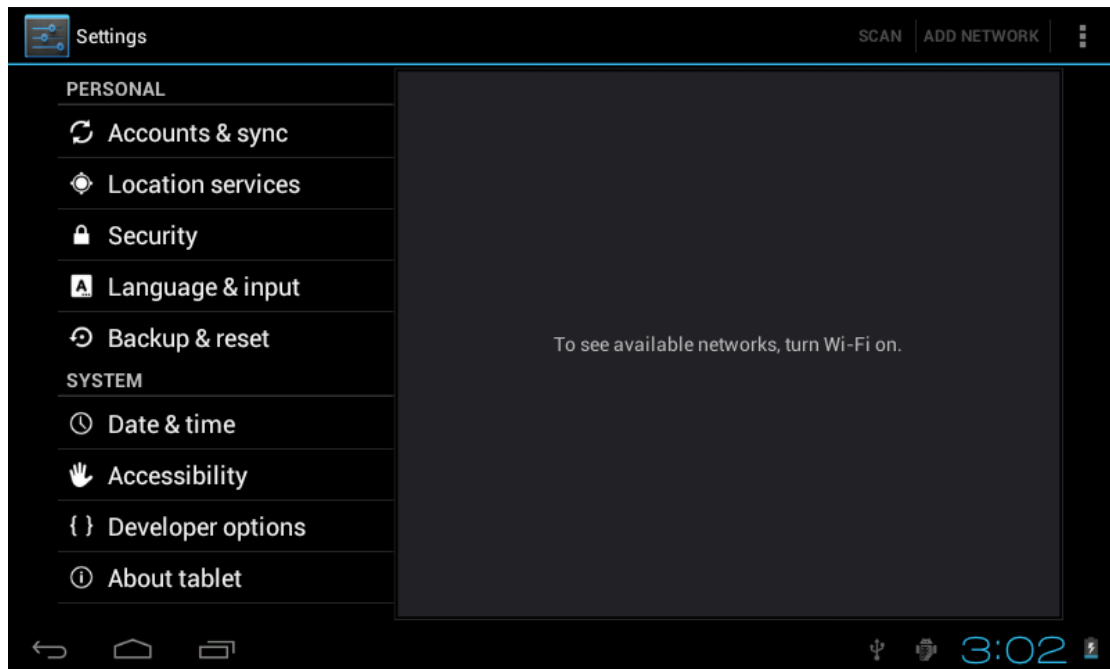 Settings
SCAN
ADD NETWORK
PERSONAL
Accounts & sync
Location services
Security
Language & input
Backup & reset
SYSTEM
Date & time
Accessibility
{ } Developer options
About tablet
To see available networks, turn Wi-Fi on.
3:02